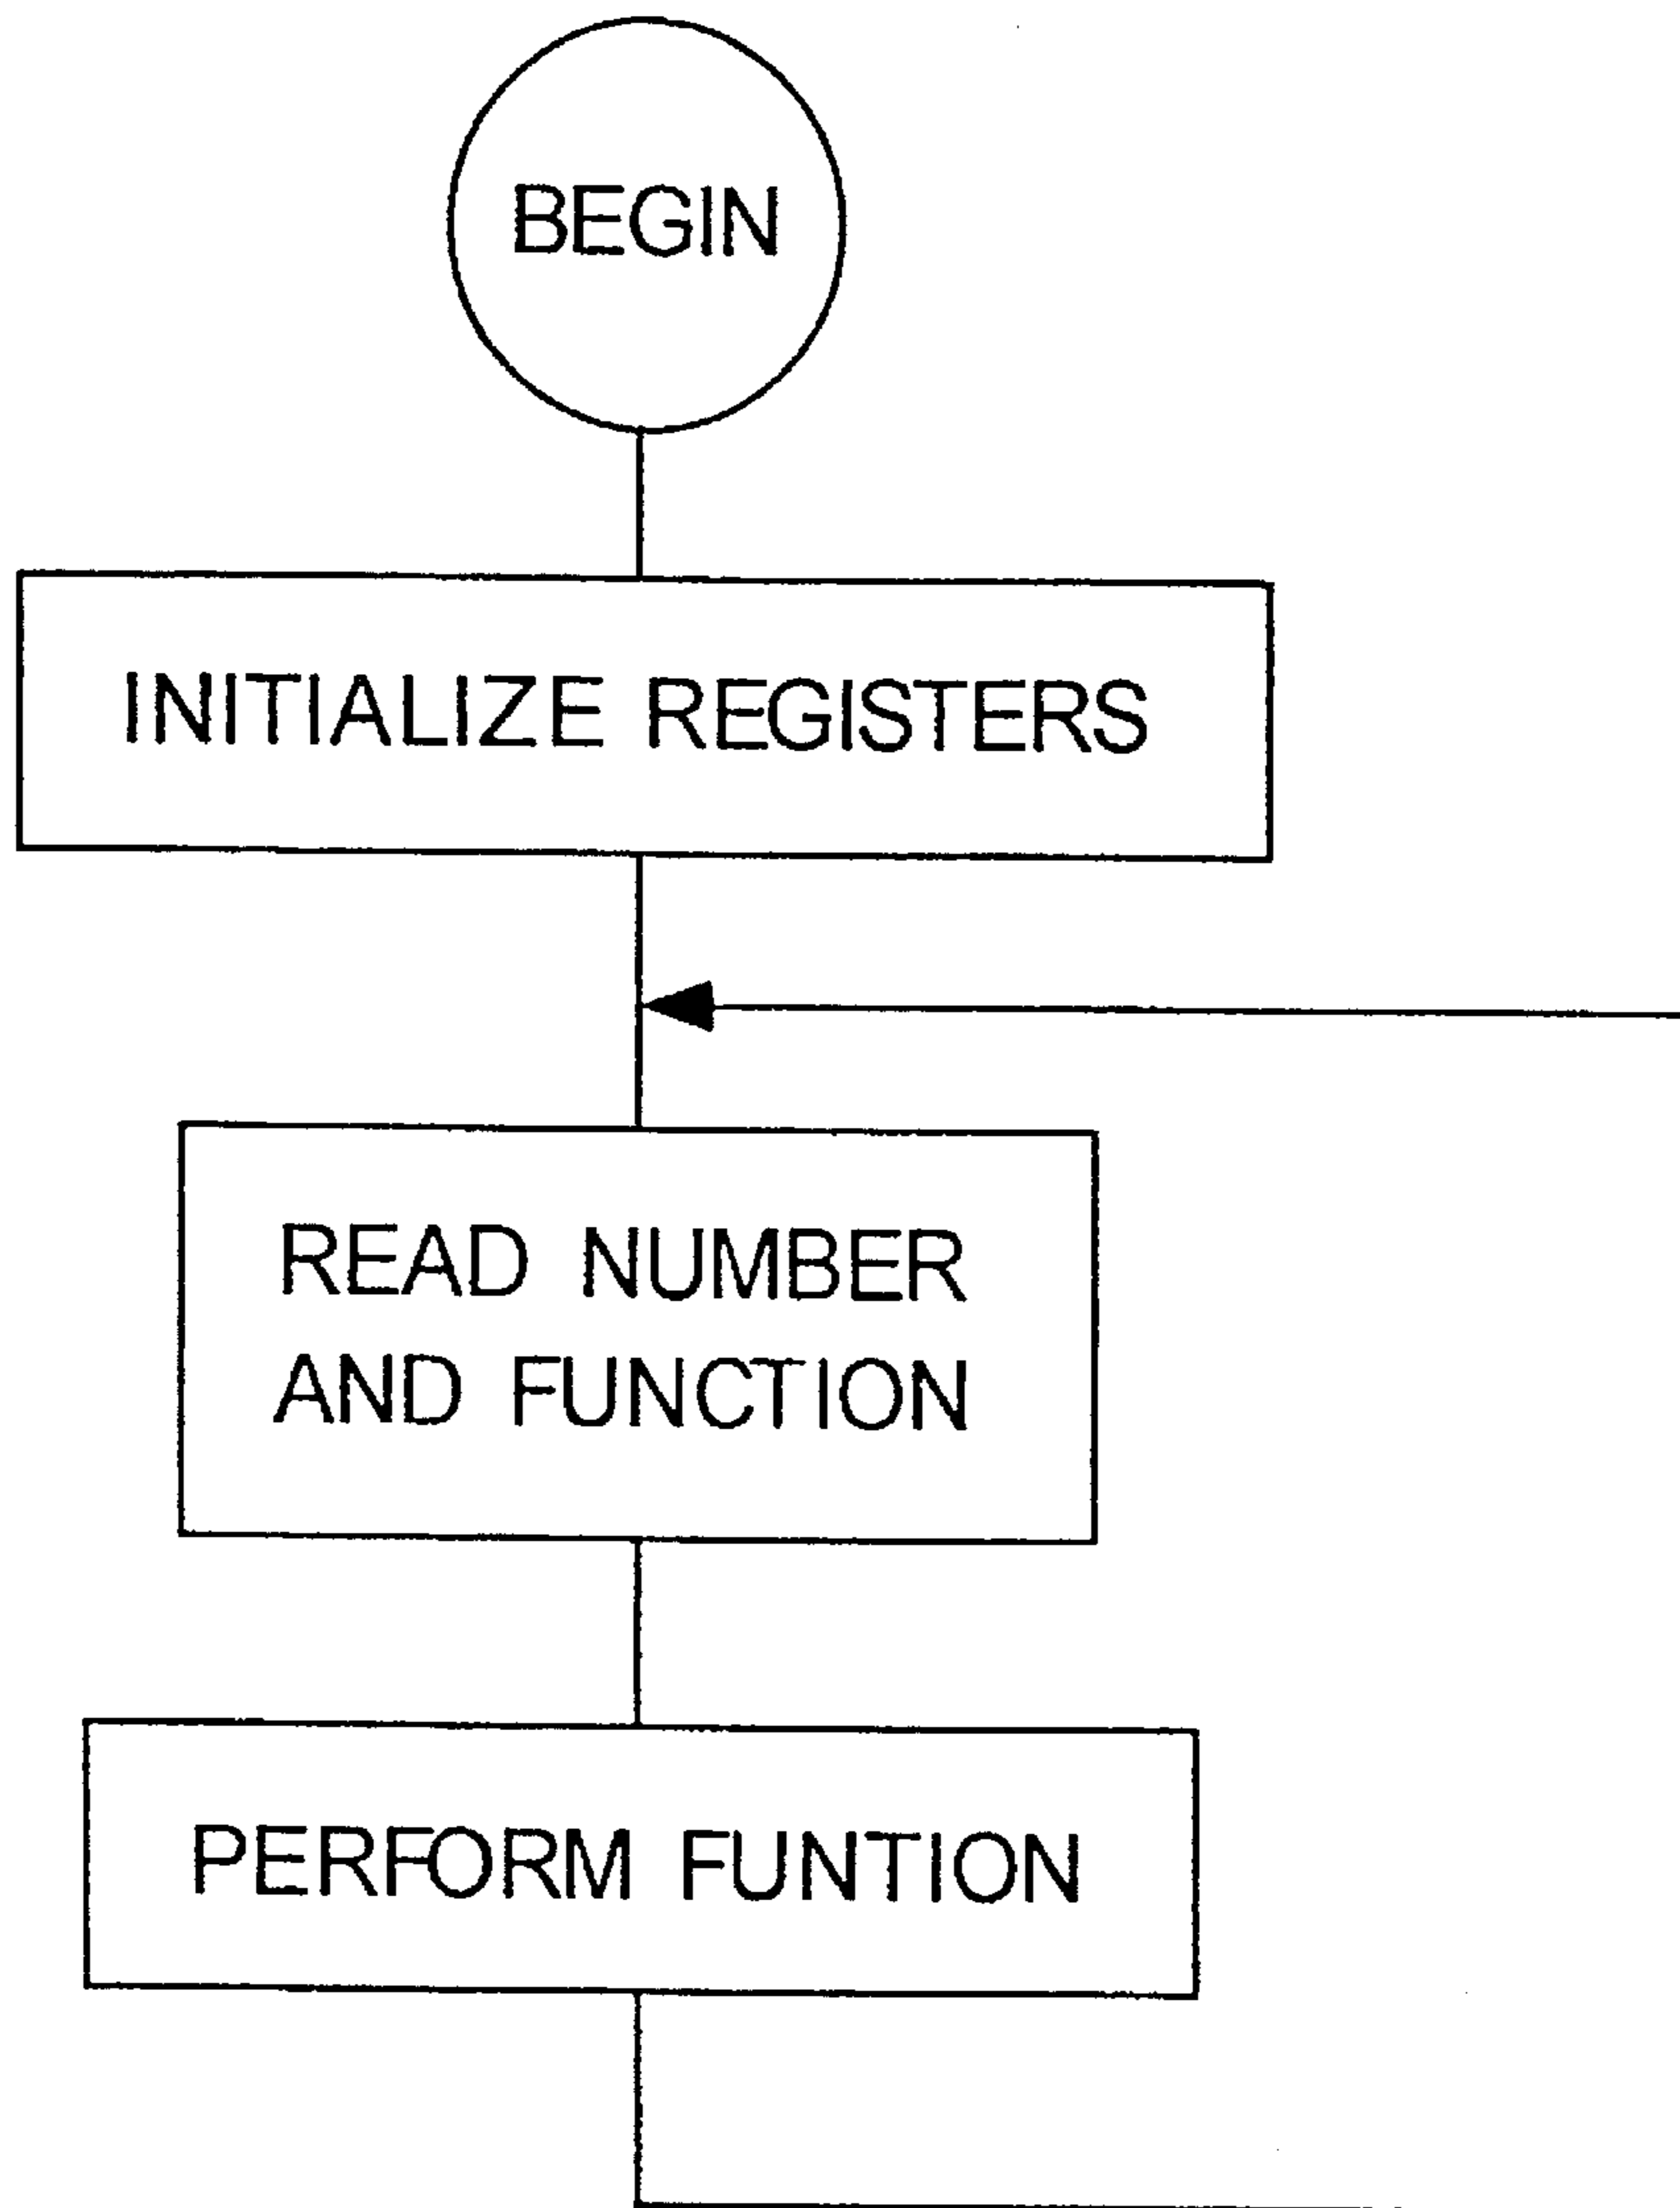 BEGIN
INITIALIZE REGISTERS
READ NUMBER
AND FUNCTION
PERFORM FUNTION